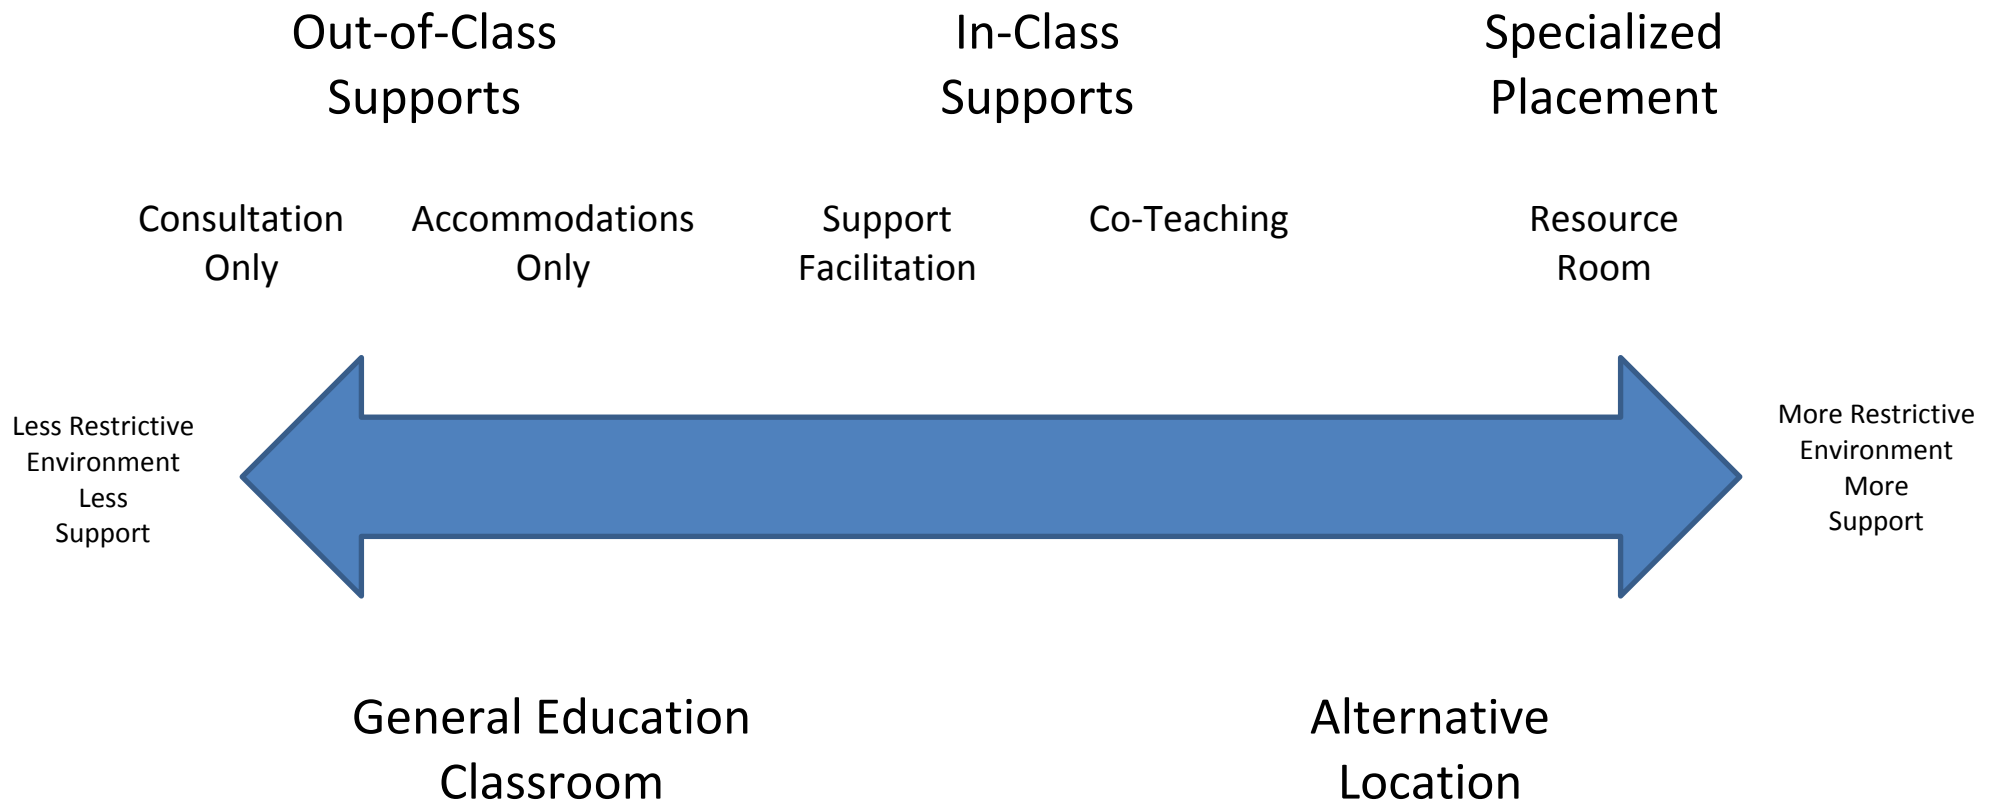 Out-of-Class
Supports
In-Class
Supports
Specialized
Placement
Consultation
Only
Accommodations
Only
Support
Facilitation
Co-Teaching
Resource
Room
Less Restrictive
Environment
Less
Support
More Restrictive
Environment
More
Support
General Education
Classroom
Alternative
Location